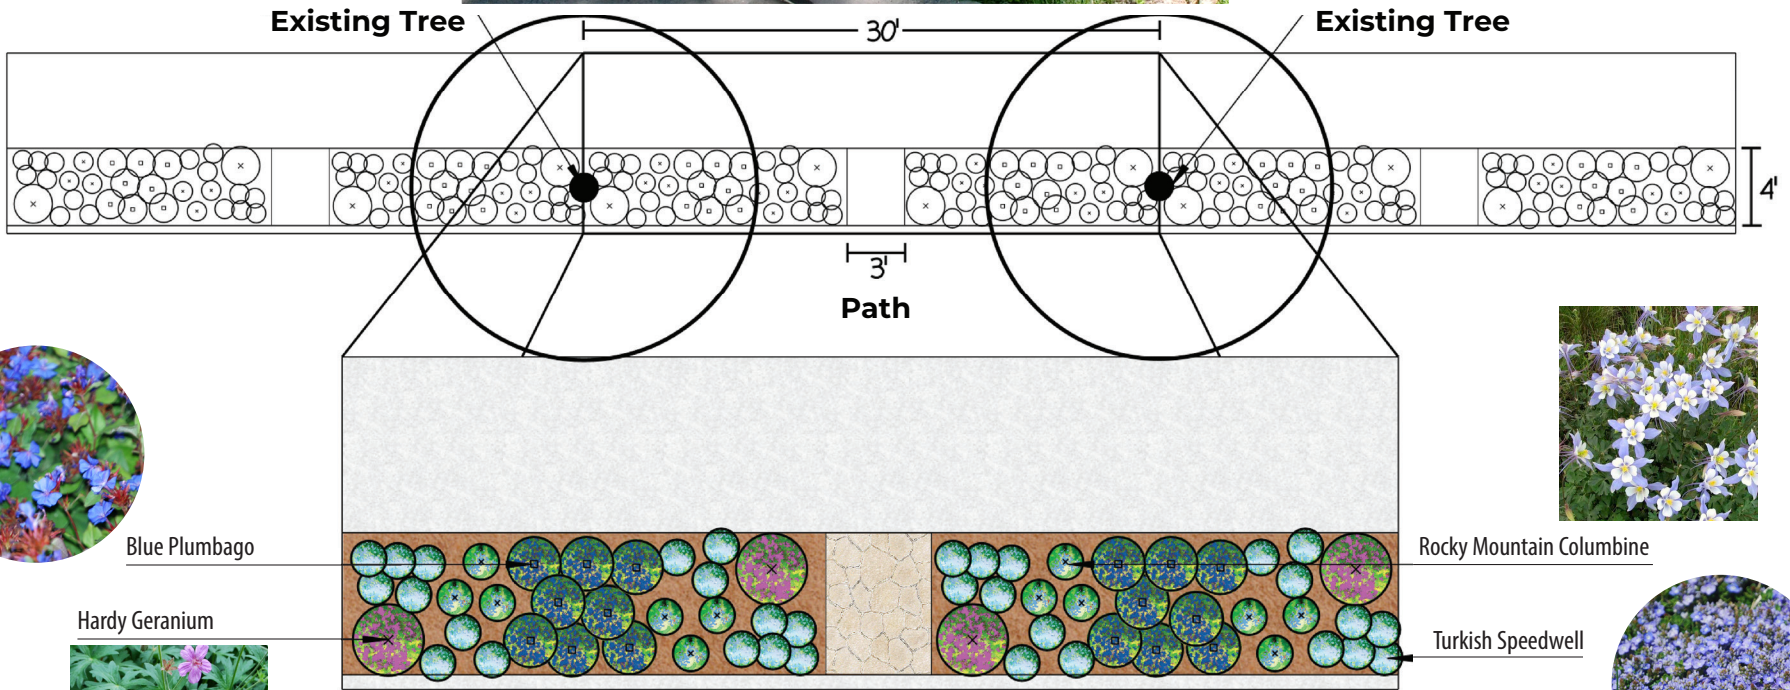 Existing Tree
30'
Existing Tree
4'
3'
Path
Blue Plumbago
Rocky Mountain Columbine
Hardy Geranium
Turkish Speedwell